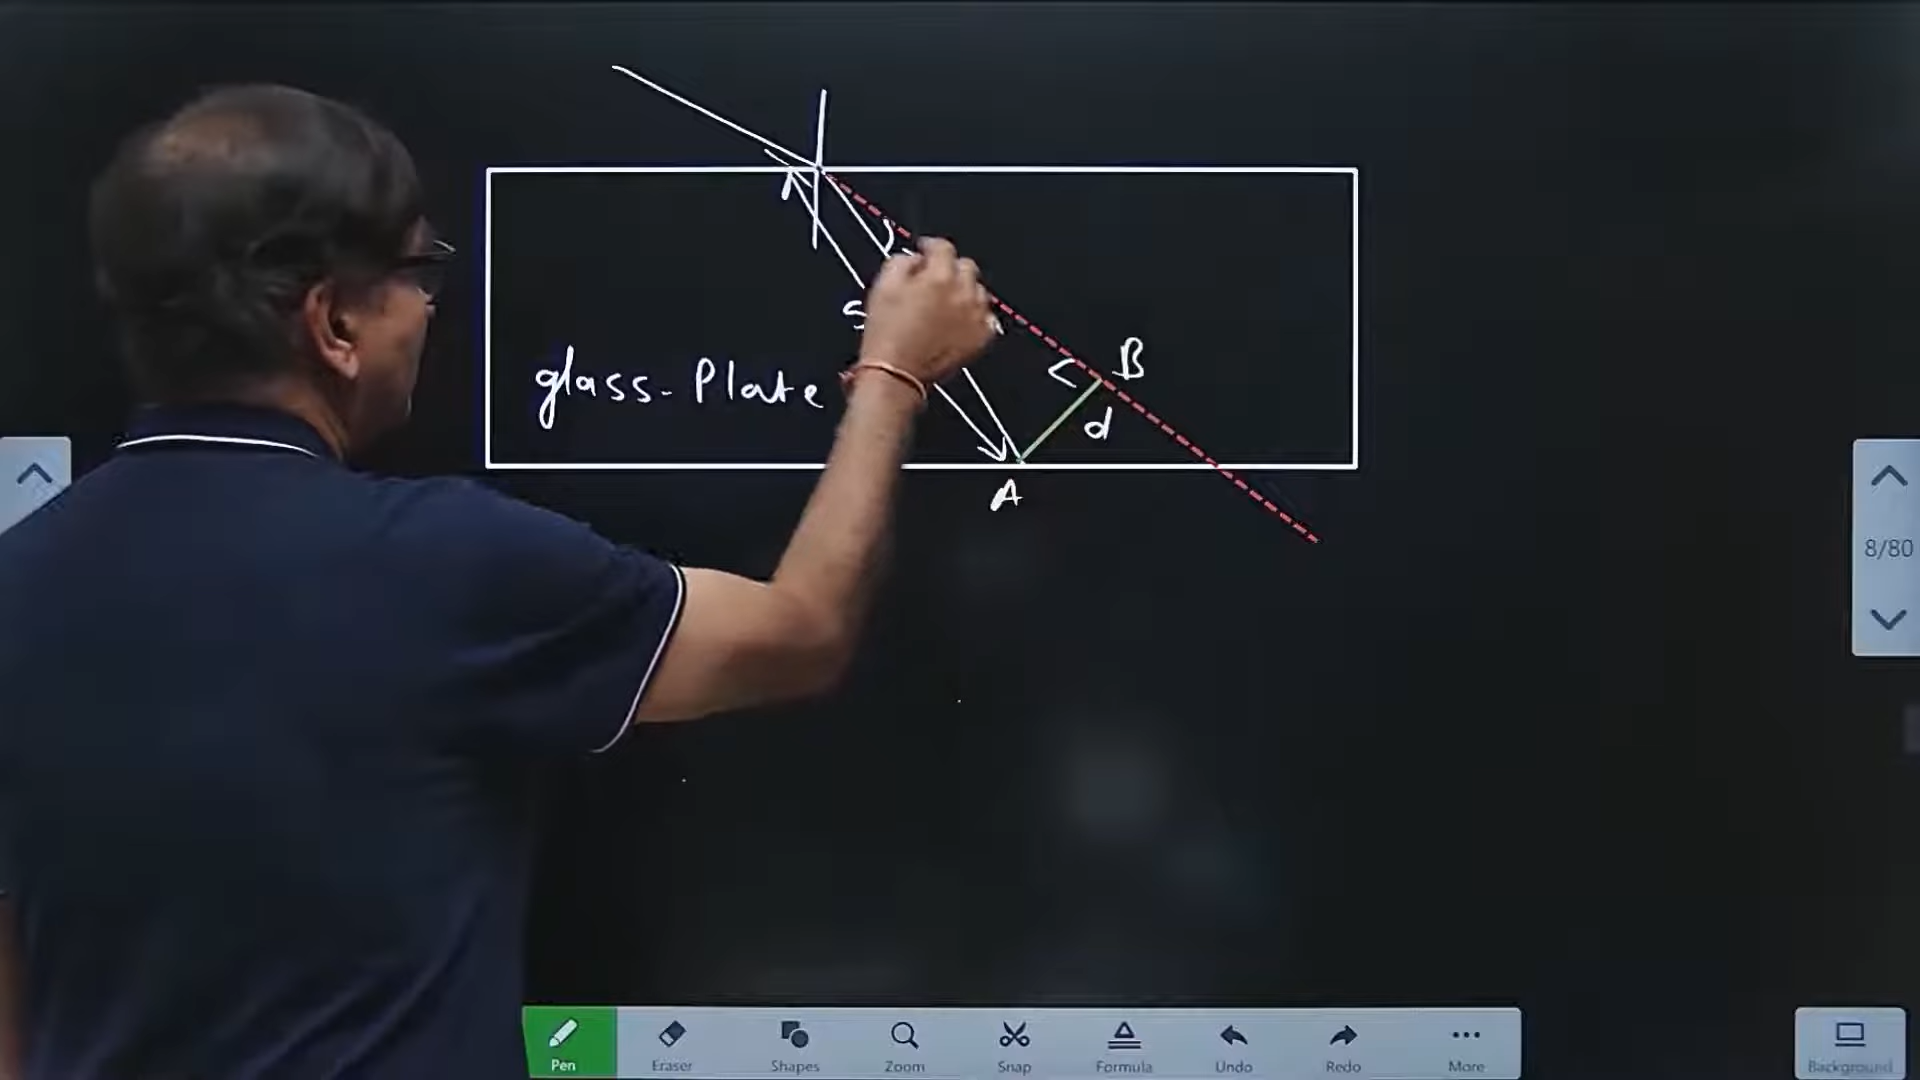 S
glass-Plate
B
d
A
8/80
Pen
Eraser
Shapes
Zoom
Snap
Formula
Undo
Redo
More
Background